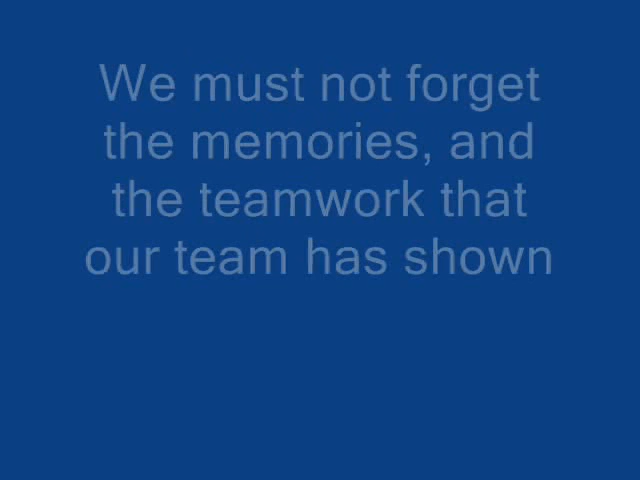 We must not forget
the memories, and
the teamwork that
our team has shown